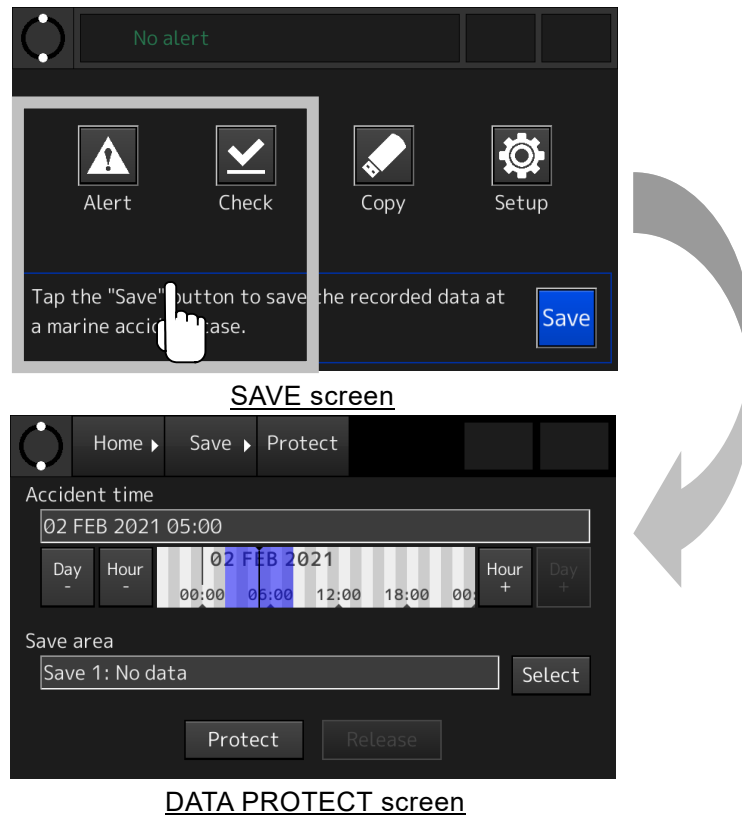 No alert
Alert Check Copy Setup
Tap the "Save" button to save the recorded data at
a marine accident case.
Save
SAVE screen
Home Save Protect
Accident time
02 FEB 2021 05:00
Day - Hour - 02 FEB 2021 Hour + Day +
00:00 06:00 12:00 18:00 00:
Save area
Save 1: No data Select
Protect Release
DATA PROTECT screen